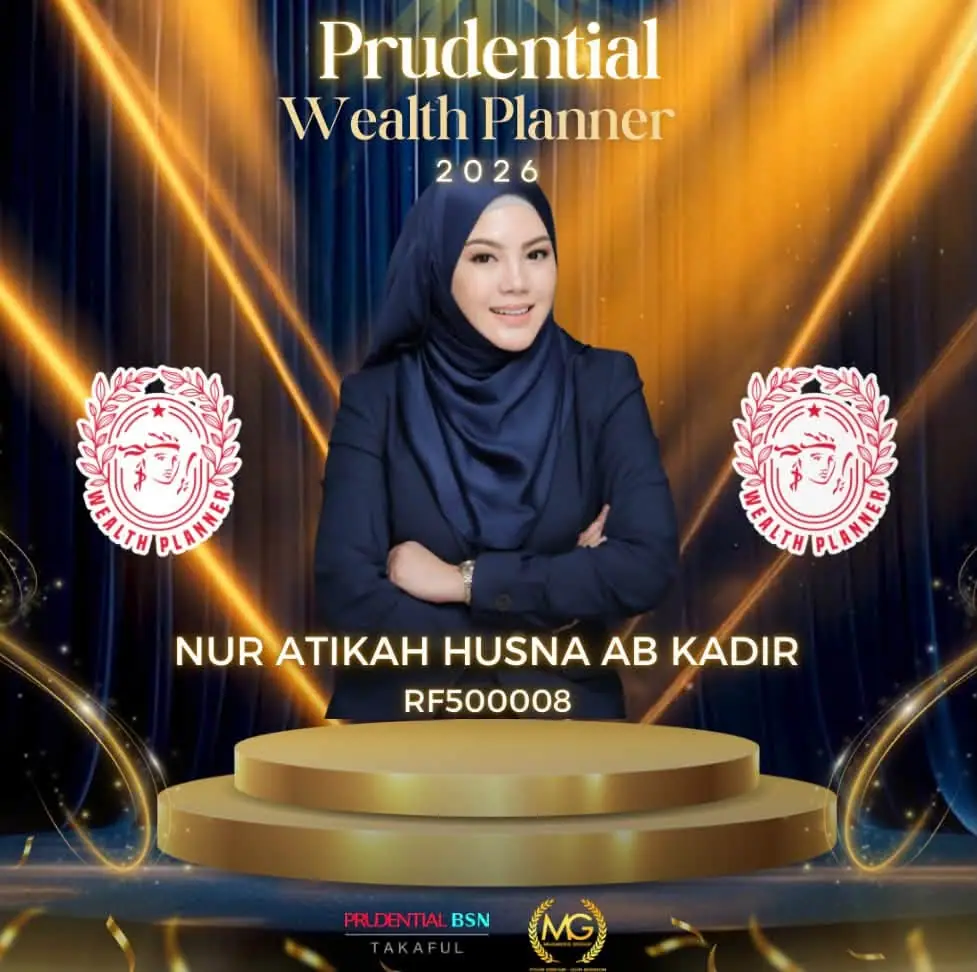 Prudential
Wealth Planner
2026
WEALTH PLANNER
WEALTH PLANNER
NUR ATIKAH HUSNA AB KADIR
RF500008
PRUDENTIAL BSN
TAKAFUL
MG